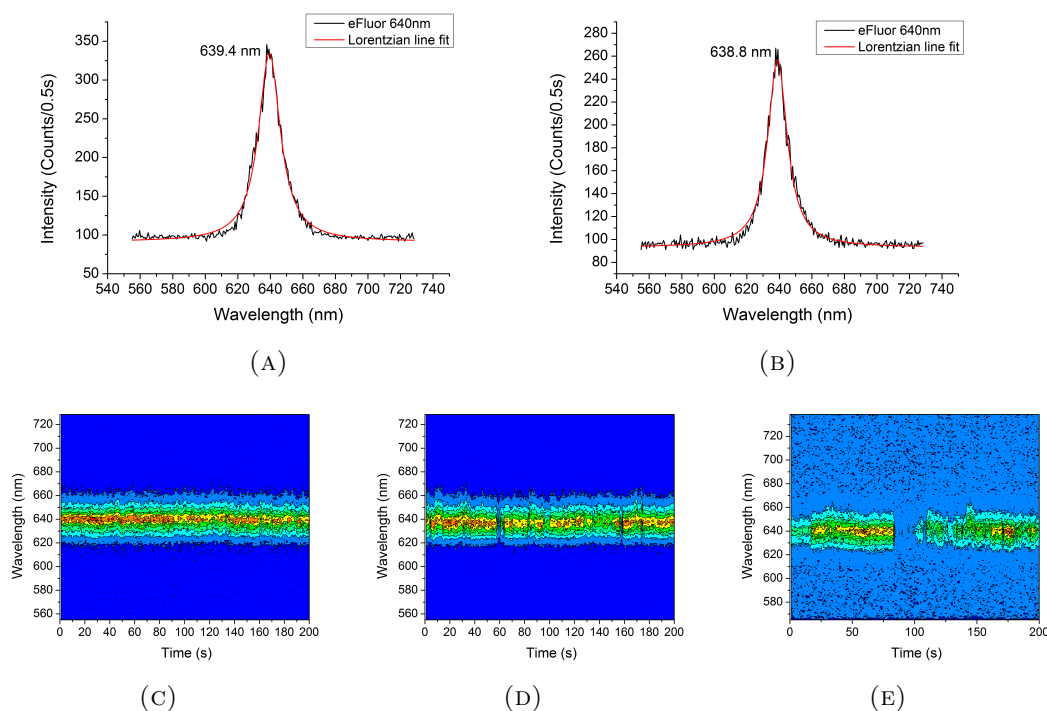 eFluor 640nm
Lorentzian line fit
639.4 nm
350
300
250
200
150
100
50
540 560 580 600 620 640 660 680 700 720 740
Intensity (Counts/0.5s)
Wavelength (nm)
(A)
eFluor 640nm
Lorentzian line fit
638.8 nm
280
260
240
220
200
180
160
140
120
100
80
540 560 580 600 620 640 660 680 700 720 740
Intensity (Counts/0.5s)
Wavelength (nm)
(B)
720
700
680
660
640
620
600
580
560
0 20 40 60 80 100 120 140 160 180 200
Wavelength (nm)
Time (s)
(C)
720
700
680
660
640
620
600
580
560
0 20 40 60 80 100 120 140 160 180 200
Wavelength (nm)
Time (s)
(D)
720
700
680
660
640
620
600
580
0 50 100 150 200
Wavelength (nm)
Time (s)
(E)